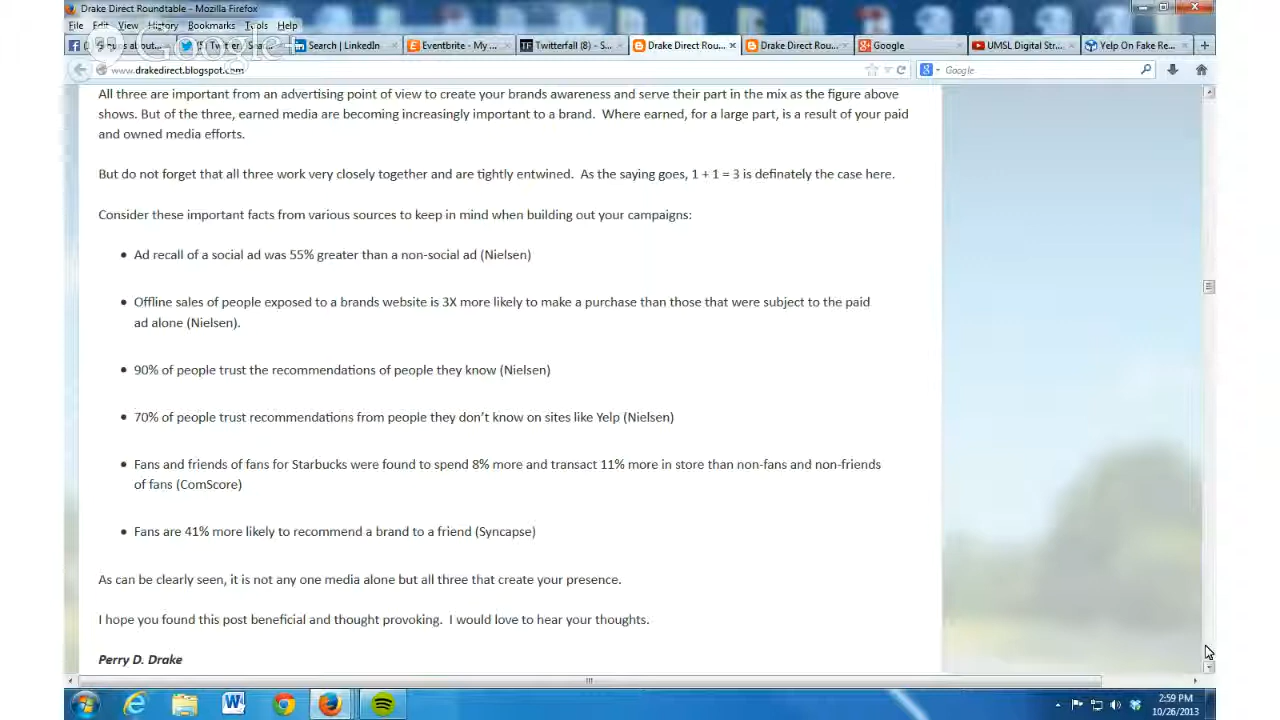 Drake Direct Roundtable - Mozilla Firefox
File Edit View History Bookmarks Tools Help
Search | LinkedIn
Eventbrite - My ...
Twitterfall (8) - S...
Drake Direct Rou...
Drake Direct Rou...
Google
UMSL Digital Str...
Yelp On Fake Re...
Google+
www.drakedirect.blogspot.com
Google
All three are important from an advertising point of view to create your brands awareness and serve their part in the mix as the figure above
shows. But of the three, earned media are becoming increasingly important to a brand. Where earned, for a large part, is a result of your paid
and owned media efforts.
But do not forget that all three work very closely together and are tightly entwined. As the saying goes, 1 + 1 = 3 is definately the case here.
Consider these important facts from various sources to keep in mind when building out your campaigns:
Ad recall of a social ad was 55% greater than a non-social ad (Nielsen)
Offline sales of people exposed to a brands website is 3X more likely to make a purchase than those that were subject to the paid
ad alone (Nielsen).
90% of people trust the recommendations of people they know (Nielsen)
70% of people trust recommendations from people they don't know on sites like Yelp (Nielsen)
Fans and friends of fans for Starbucks were found to spend 8% more and transact 11% more in store than non-fans and non-friends
of fans (ComScore)
Fans are 41% more likely to recommend a brand to a friend (Syncapse)
As can be clearly seen, it is not any one media alone but all three that create your presence.
I hope you found this post beneficial and thought provoking. I would love to hear your thoughts.
Perry D. Drake
2:59 PM
10/26/2013